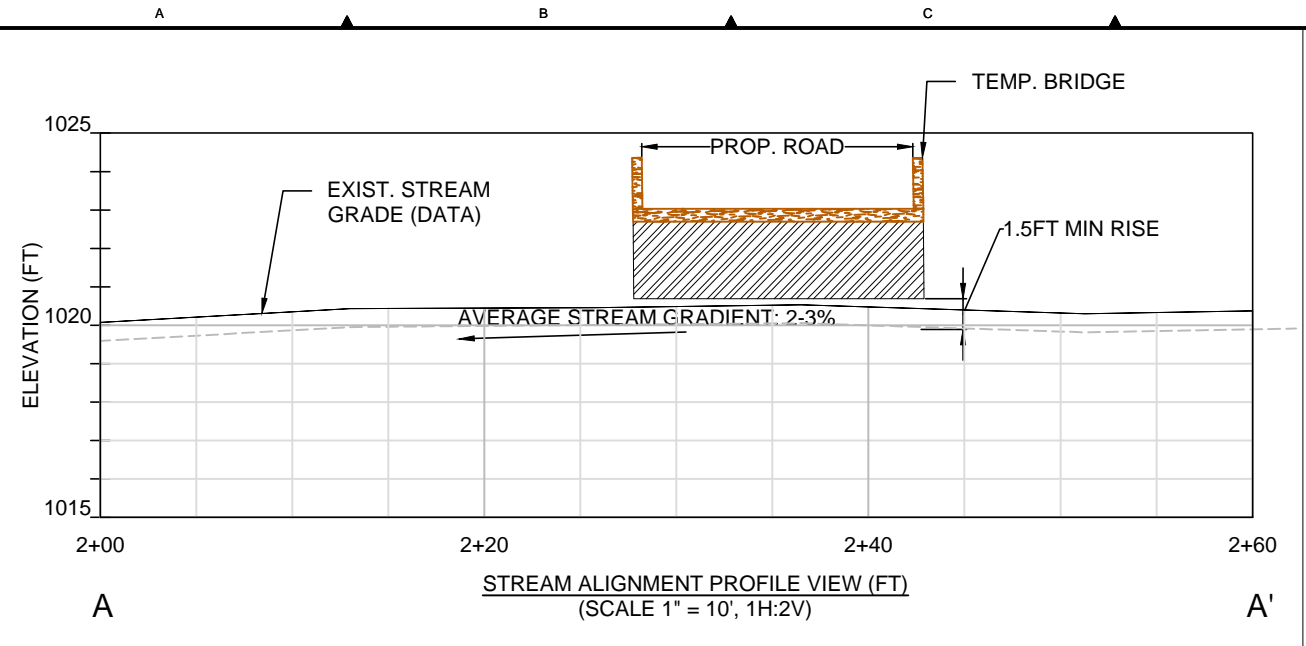 A B C
TEMP. BRIDGE
1025
PROP. ROAD
EXIST. STREAM
GRADE (DATA)
1.5FT MIN RISE
ELEVATION (FT)
1020
AVERAGE STREAM GRADIENT: 2-3%
1015
2+00 2+20 2+40 2+60
STREAM ALIGNMENT PROFILE VIEW (FT)
(SCALE 1" = 10', 1H:2V)
A A'